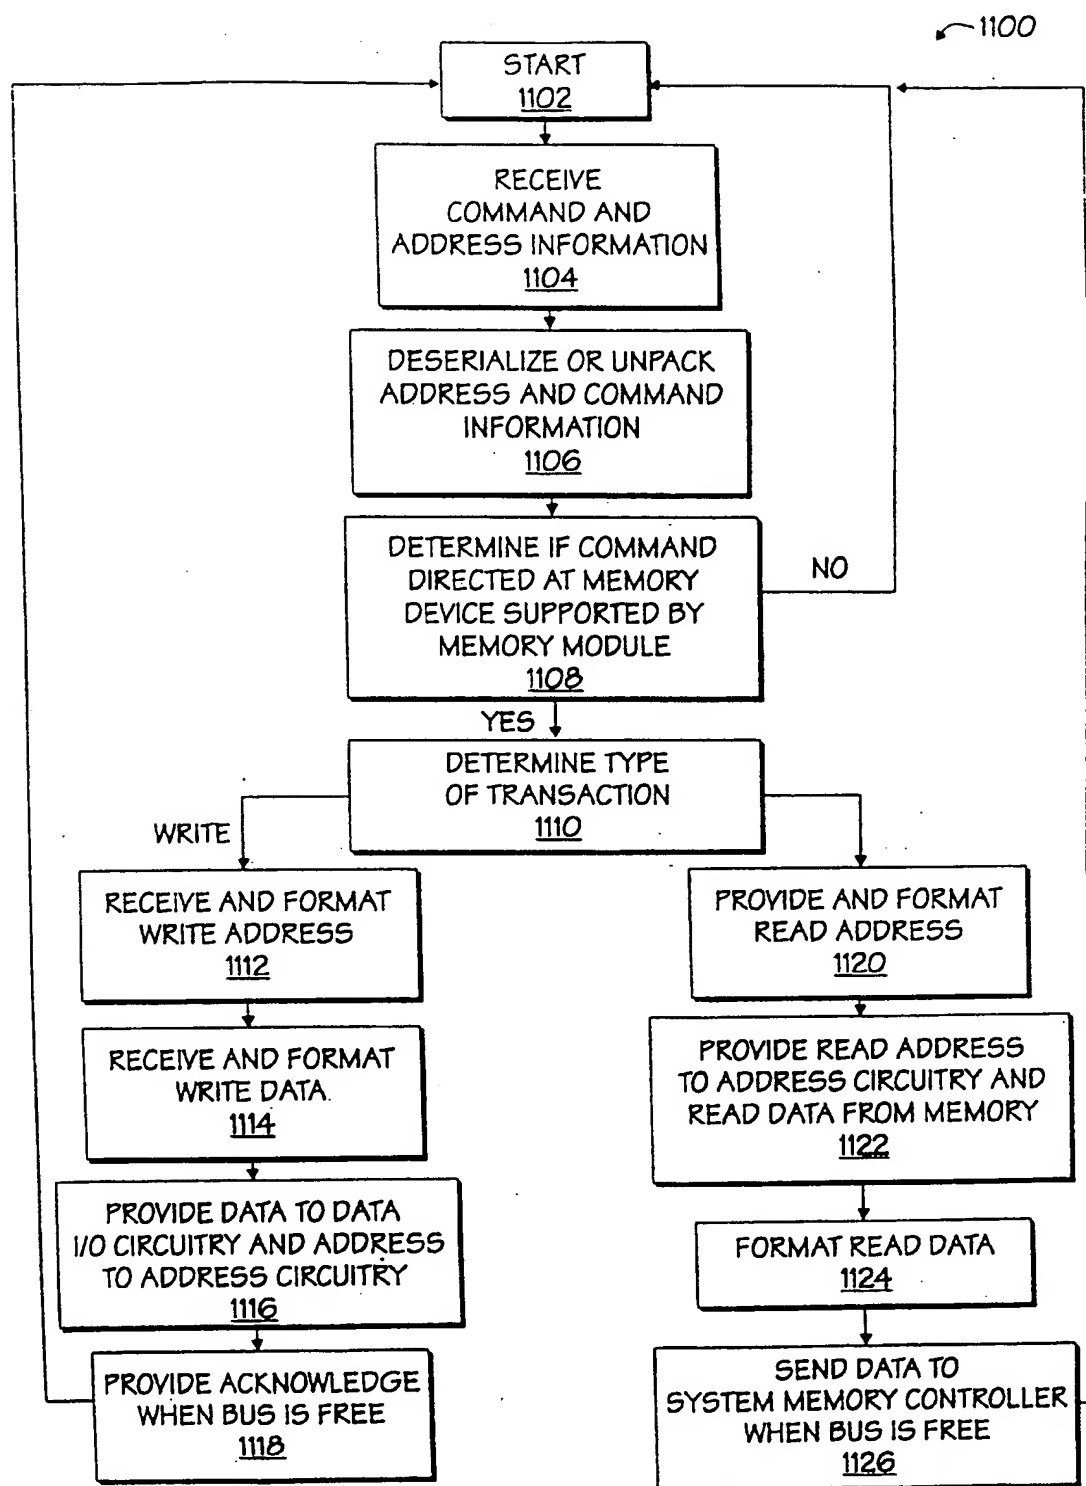 1100
START
1102
RECEIVE
COMMAND AND
ADDRESS INFORMATION
1104
DESERIALIZE OR UNPACK
ADDRESS AND COMMAND
INFORMATION
1106
DETERMINE IF COMMAND
DIRECTED AT MEMORY
DEVICE SUPPORTED BY
MEMORY MODULE
1108
NO
YES
DETERMINE TYPE
OF TRANSACTION
1110
WRITE
RECEIVE AND FORMAT
WRITE ADDRESS
1112
RECEIVE AND FORMAT
WRITE DATA.
1114
PROVIDE DATA TO DATA
I/O CIRCUITRY AND ADDRESS
TO ADDRESS CIRCUITRY
1116
PROVIDE ACKNOWLEDGE
WHEN BUS IS FREE
1118
PROVIDE AND FORMAT
READ ADDRESS
1120
PROVIDE READ ADDRESS
TO ADDRESS CIRCUITRY AND
READ DATA FROM MEMORY
1122
FORMAT READ DATA
1124
SEND DATA TO
SYSTEM MEMORY CONTROLLER
WHEN BUS IS FREE
1126